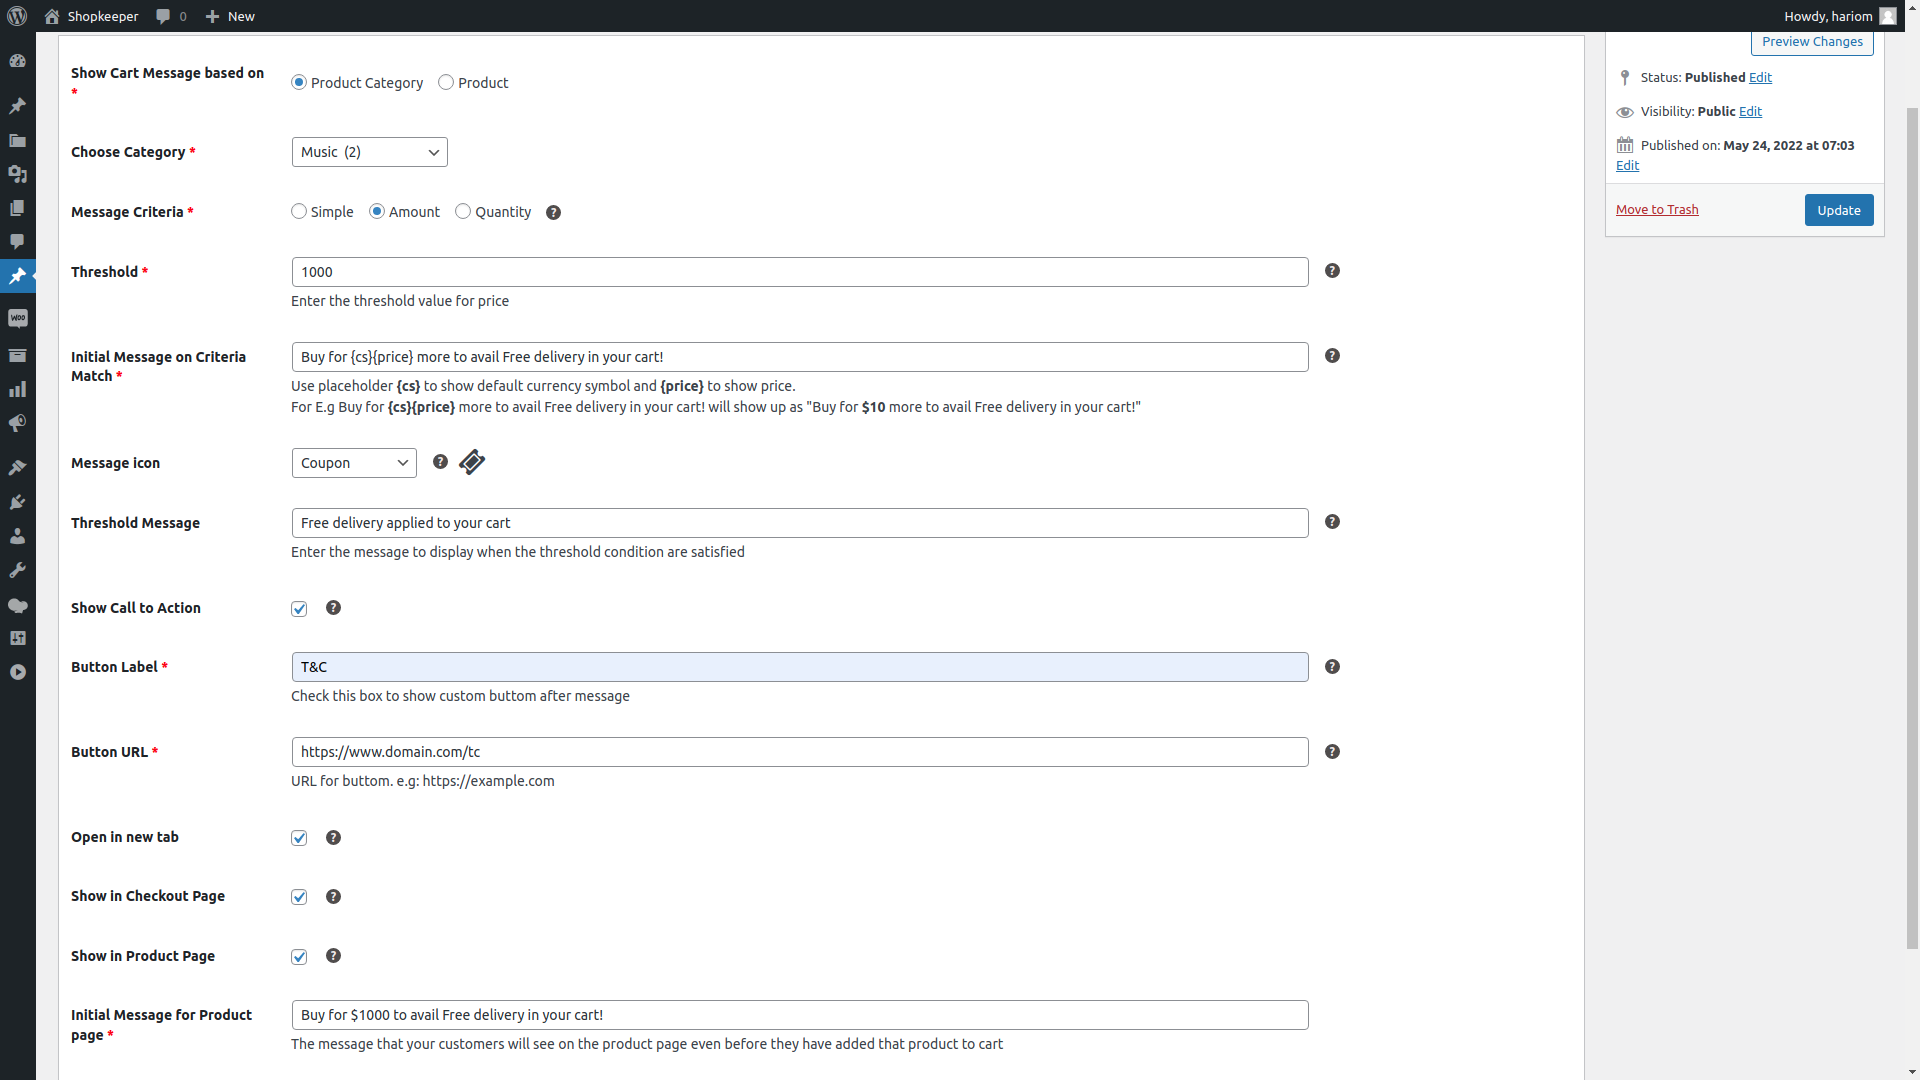 Shopkeeper 0 New Howdy, hariom
Preview Changes
Show Cart Message based on
*
Product Category Product
Status: Published Edit
Visibility: Public Edit
Published on: May 24, 2022 at 07:03
Edit
Move to Trash Update
Choose Category * Music (2)
Message Criteria * Simple Amount Quantity ?
Threshold * 1000 ?
Enter the threshold value for price
Initial Message on Criteria
Match *
Buy for {cs}{price} more to avail Free delivery in your cart! ?
Use placeholder {cs} to show default currency symbol and {price} to show price.
For E.g Buy for {cs}{price} more to avail Free delivery in your cart! will show up as "Buy for $10 more to avail Free delivery in your cart!"
Message icon Coupon ?
Threshold Message Free delivery applied to your cart ?
Enter the message to display when the threshold condition are satisfied
Show Call to Action ?
Button Label * T&C ?
Check this box to show custom buttom after message
Button URL * https://www.domain.com/tc ?
URL for buttom. e.g: https://example.com
Open in new tab ?
Show in Checkout Page ?
Show in Product Page ?
Initial Message for Product
page *
Buy for $1000 to avail Free delivery in your cart!
The message that your customers will see on the product page even before they have added that product to cart
Woo